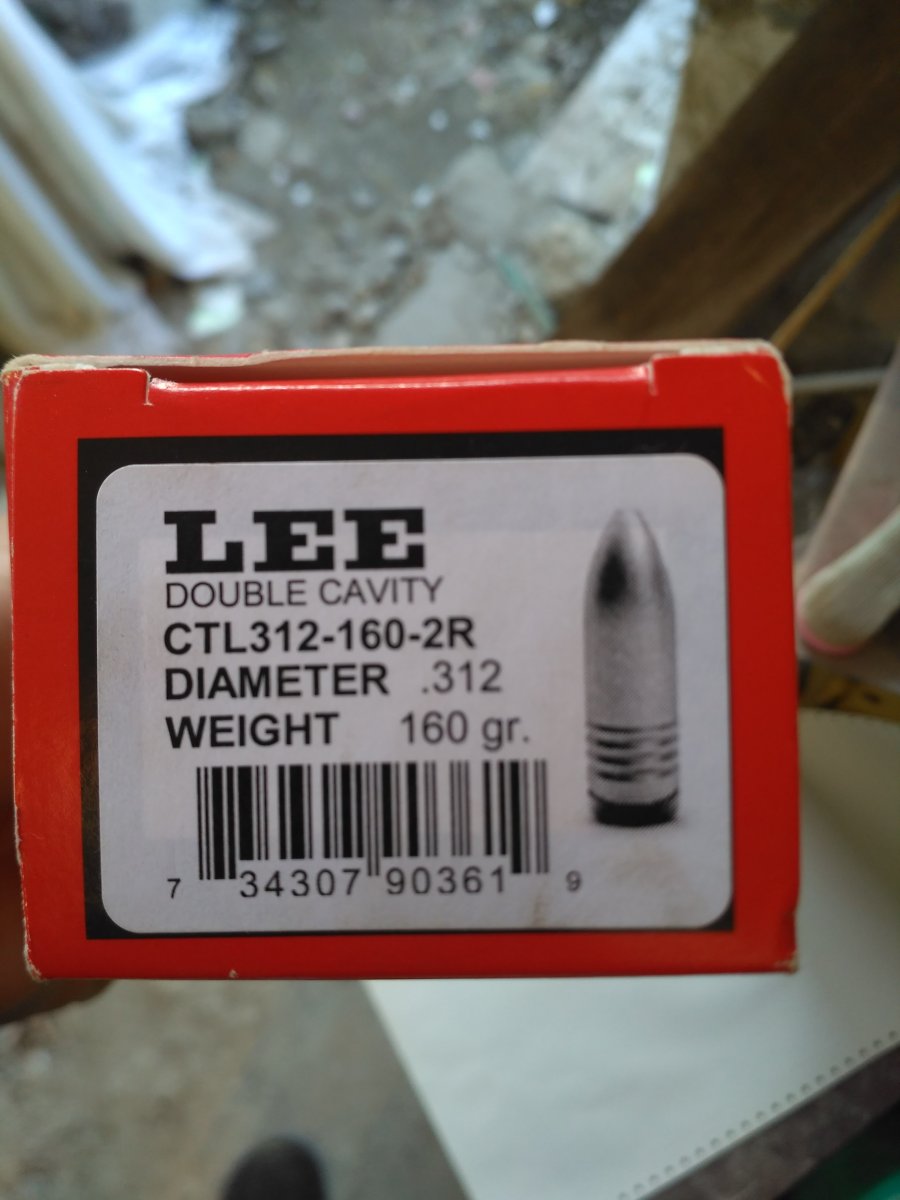 LEE
DOUBLE CAVITY
CTL312-160-2R
DIAMETER .312
WEIGHT 160 gr.
7 34307 90361 9